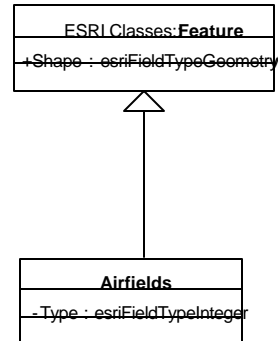 ESRI Classes:Feature
+Shape : esriFieldTypeGeometry
Airfields
-Type : esriFieldTypeInteger